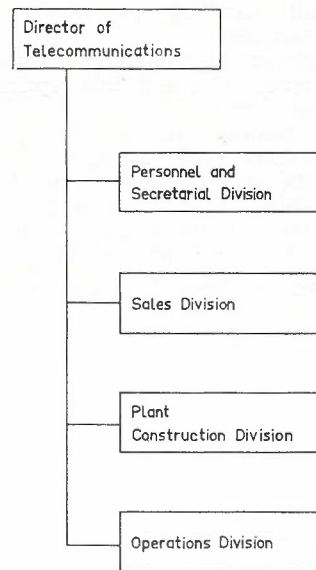 Director of
Telecommunications
Personnel and
Secretarial Division
Sales Division
Plant
Construction Division
Operations Division